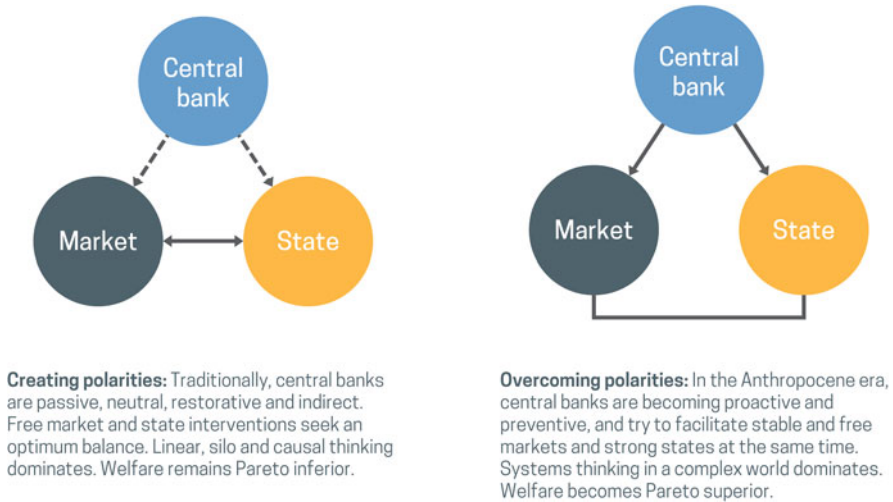 Central
bank
Market
State
Creating polarities: Traditionally, central banks
are passive, neutral, restorative and indirect.
Free market and state interventions seek an
optimum balance. Linear, silo and causal thinking
dominates. Welfare remains Pareto inferior.
Central
bank
Market
State
Overcoming polarities: In the Anthropocene era,
central banks are becoming proactive and
preventive, and try to facilitate stable and free
markets and strong states at the same time.
Systems thinking in a complex world dominates.
Welfare becomes Pareto superior.